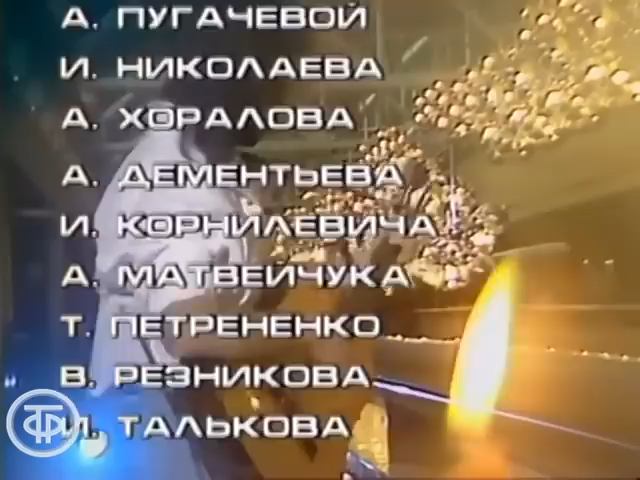 А. ПУГАЧЕВОЙ
И. НИКОЛАЕВА
А. ХОРАЛОВА
А. ДЕМЕНТЬЕВА
И. КОРНИЛЕВИЧА
А. МАТВЕЙЧУКА
Т. ПЕТРЕНЕНКО
В. РЕЗНИКОВА
И. ТАЛЬКОВА